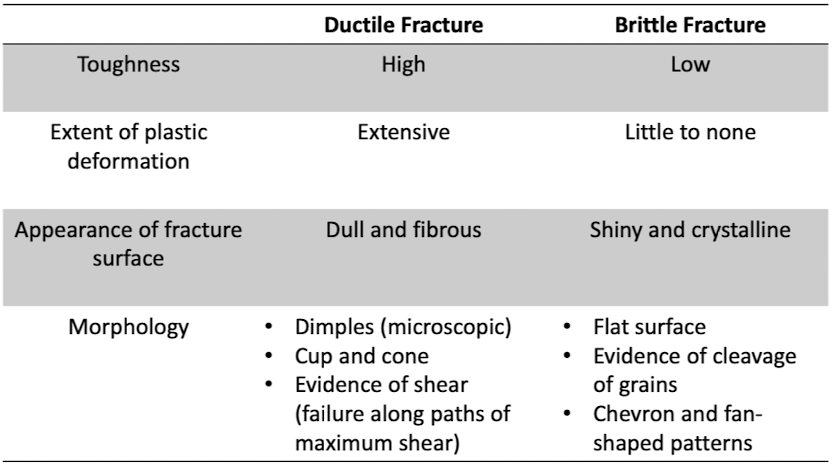 Ductile Fracture Brittle Fracture
Toughness High Low
Extent of plastic Extensive Little to none
deformation
Appearance of fracture Dull and fibrous Shiny and crystalline
surface
Morphology • Dimples (microscopic) • Flat surface
• Cup and cone • Evidence of cleavage
• Evidence of shear of grains
(failure along paths of • Chevron and fan-
maximum shear) shaped patterns